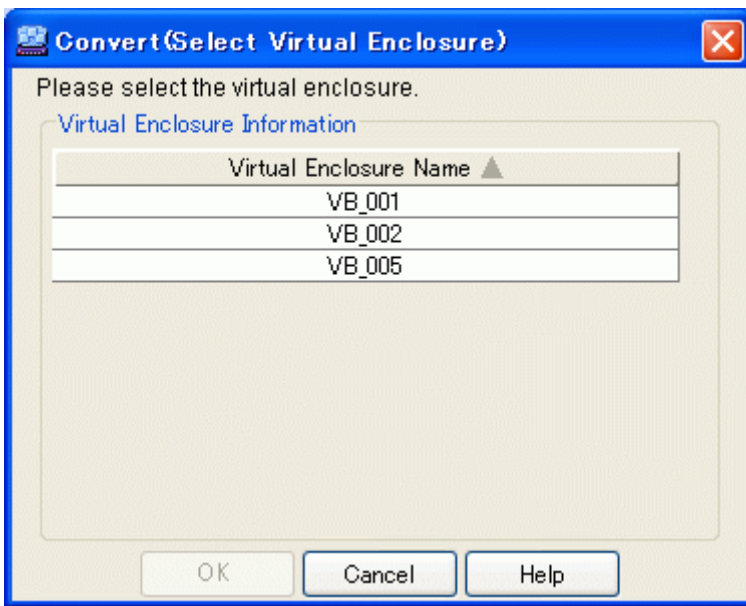 Convert(Select Virtual Enclosure)
Please select the virtual enclosure.
Virtual Enclosure Information
Virtual Enclosure Name
VB_001
VB_002
VB_005
OK Cancel Help